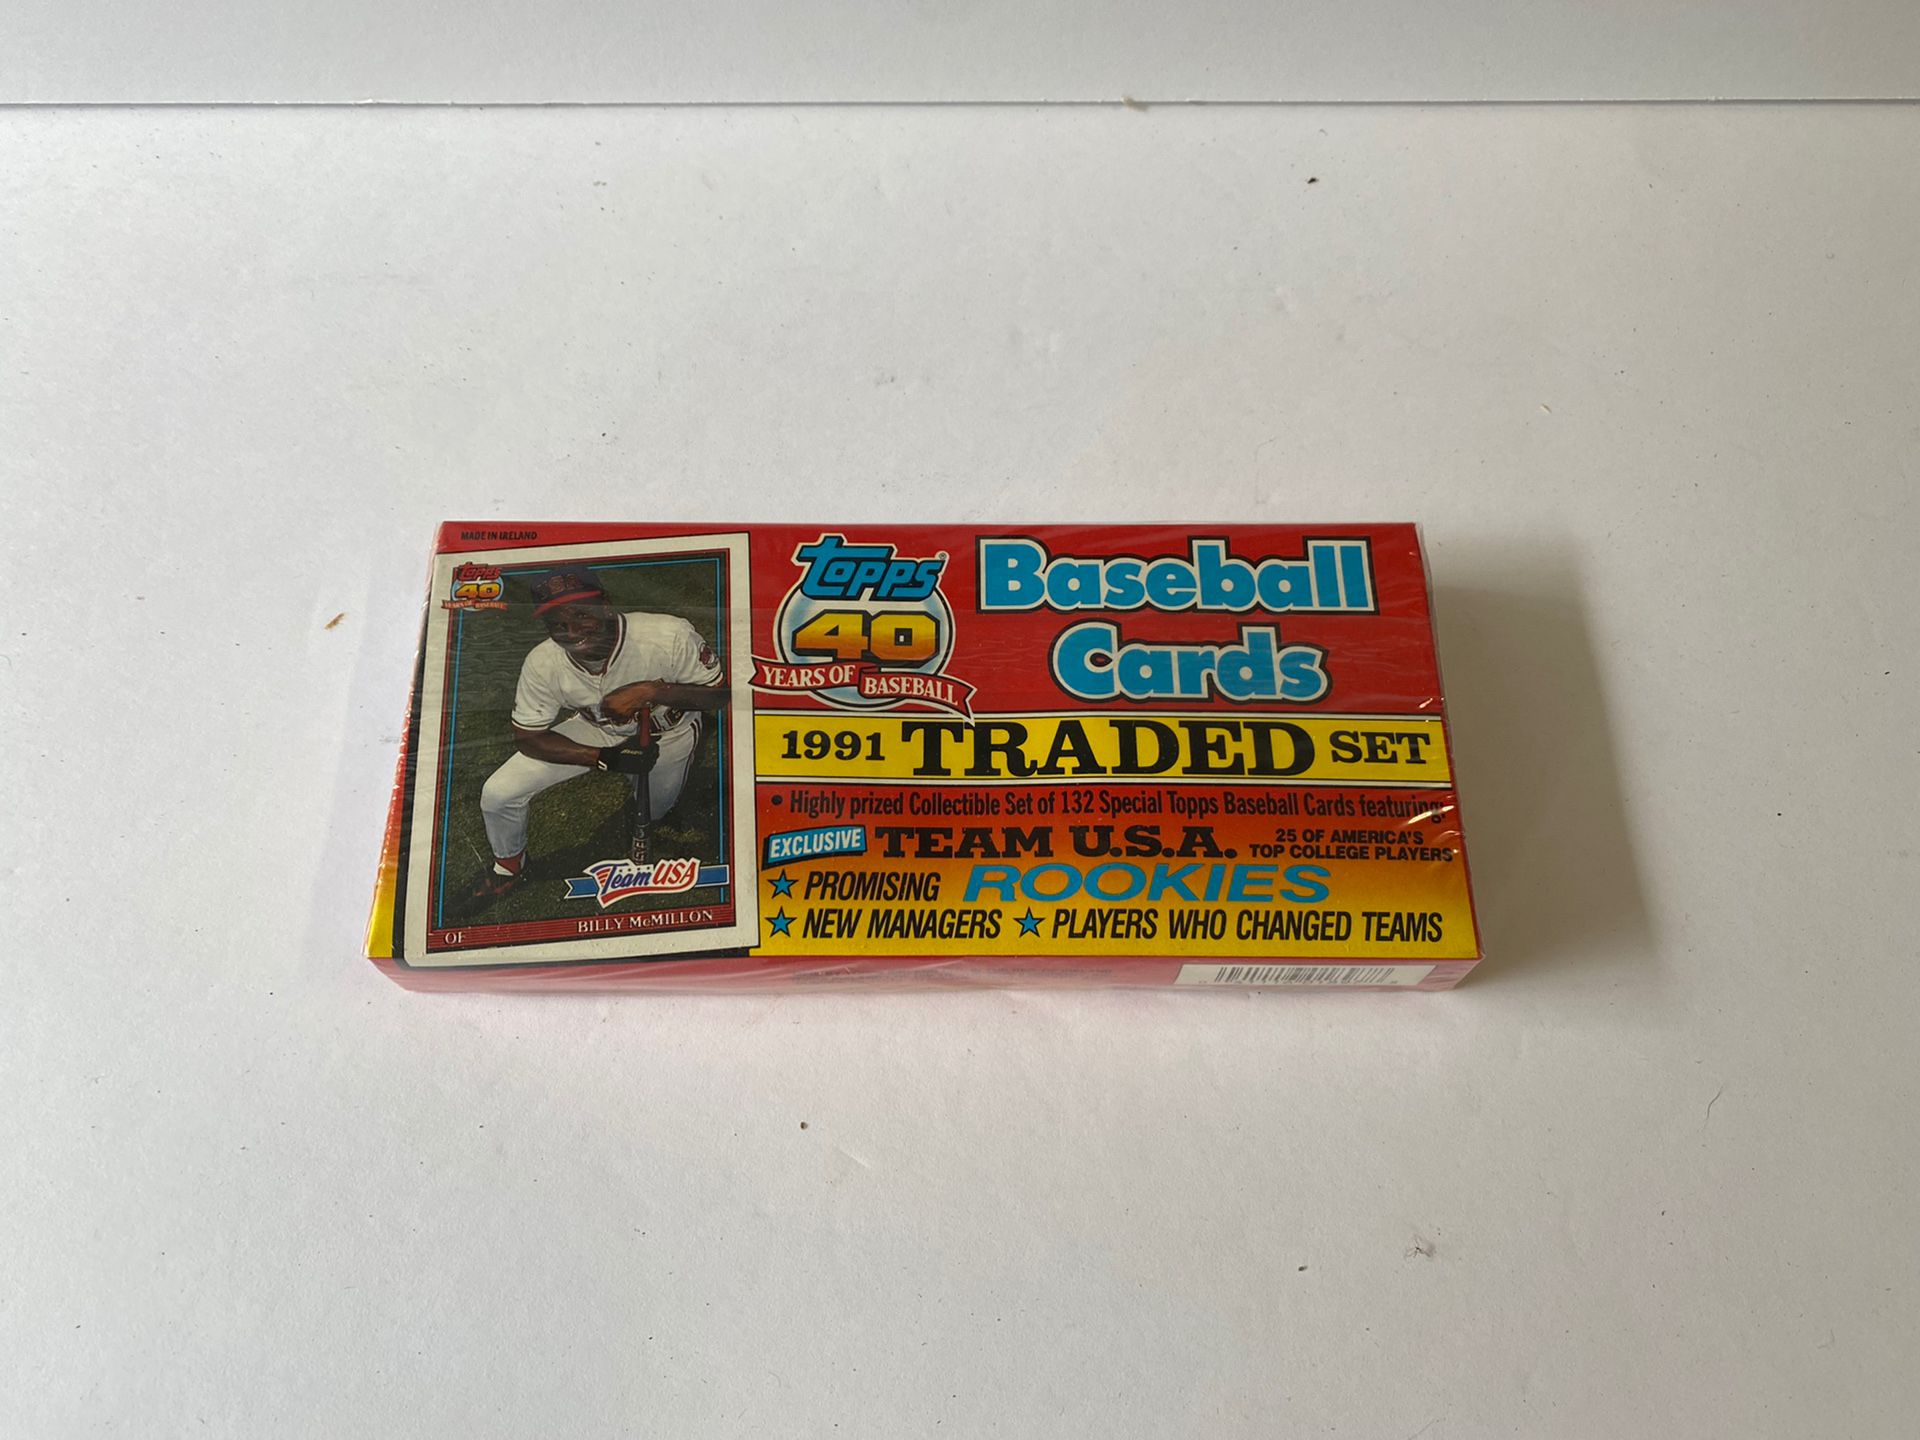 MADE IN IRELAND
Topps
40
YEARS OF BASEBALL
USA
Team USA
OF
BILLY McMILLON
Topps®
40
YEARS OF BASEBALL
Baseball
Cards
1991 TRADED SET
• Highly prized Collectible Set of 132 Special Topps Baseball Cards featuring:
EXCLUSIVE TEAM U.S.A. 25 OF AMERICA'S
TOP COLLEGE PLAYERS
★ PROMISING ROOKIES
★ NEW MANAGERS ★ PLAYERS WHO CHANGED TEAMS